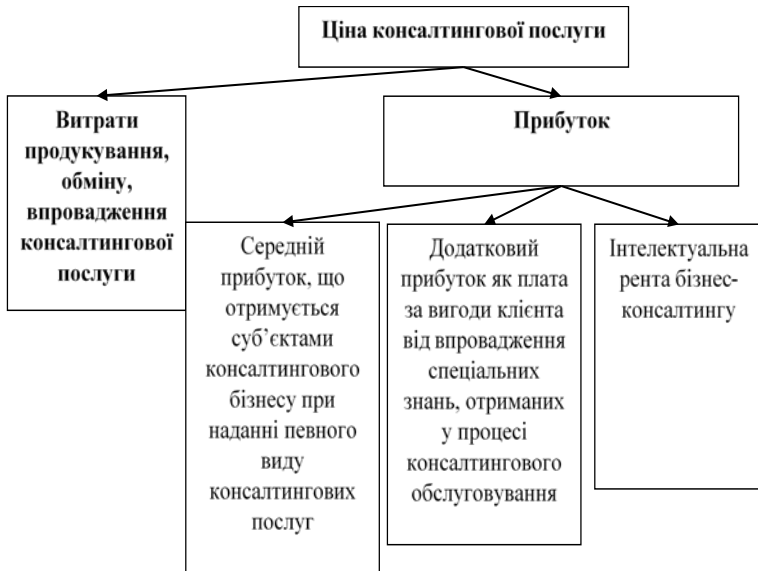 Ціна консалтингової послуги
Витрати
продукування,
обміну,
впровадження
консалтингової
послуги
Прибуток
Середній
прибуток, що
отримується
суб’єктами
консалтингового
бізнесу при
наданні певного
виду
консалтингових
послуг
Додатковий
прибуток як плата
за вигоди клієнта
від впровадження
спеціальних
знань, отриманих
у процесі
консалтингового
обслуговування
Інтелектуальна
рента бізнес-
консалтингу